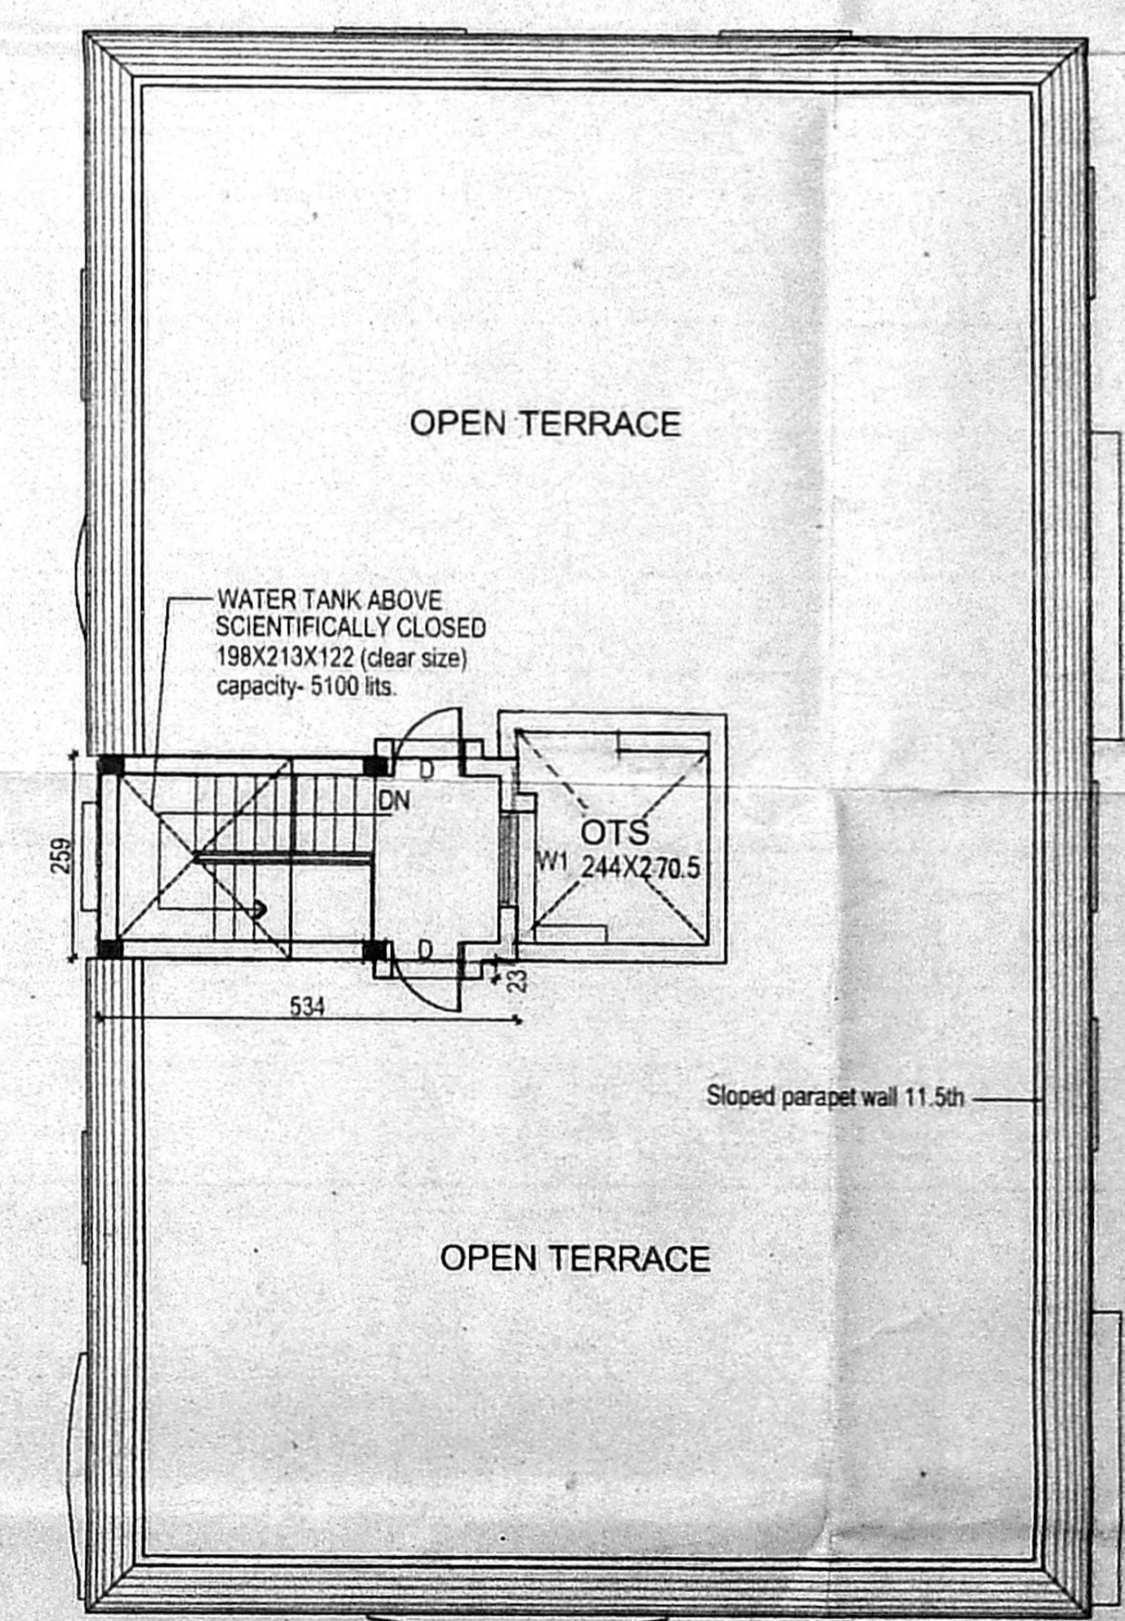 OPEN TERRACE
WATER TANK ABOVE
SCIENTIFICALLY CLOSED
198X213X122 (clear size)
capacity- 5100 lits.
D
DN
OTS
W1 244X270.5
259
D
23
534
Sloped parapet wall 11.5th
OPEN TERRACE